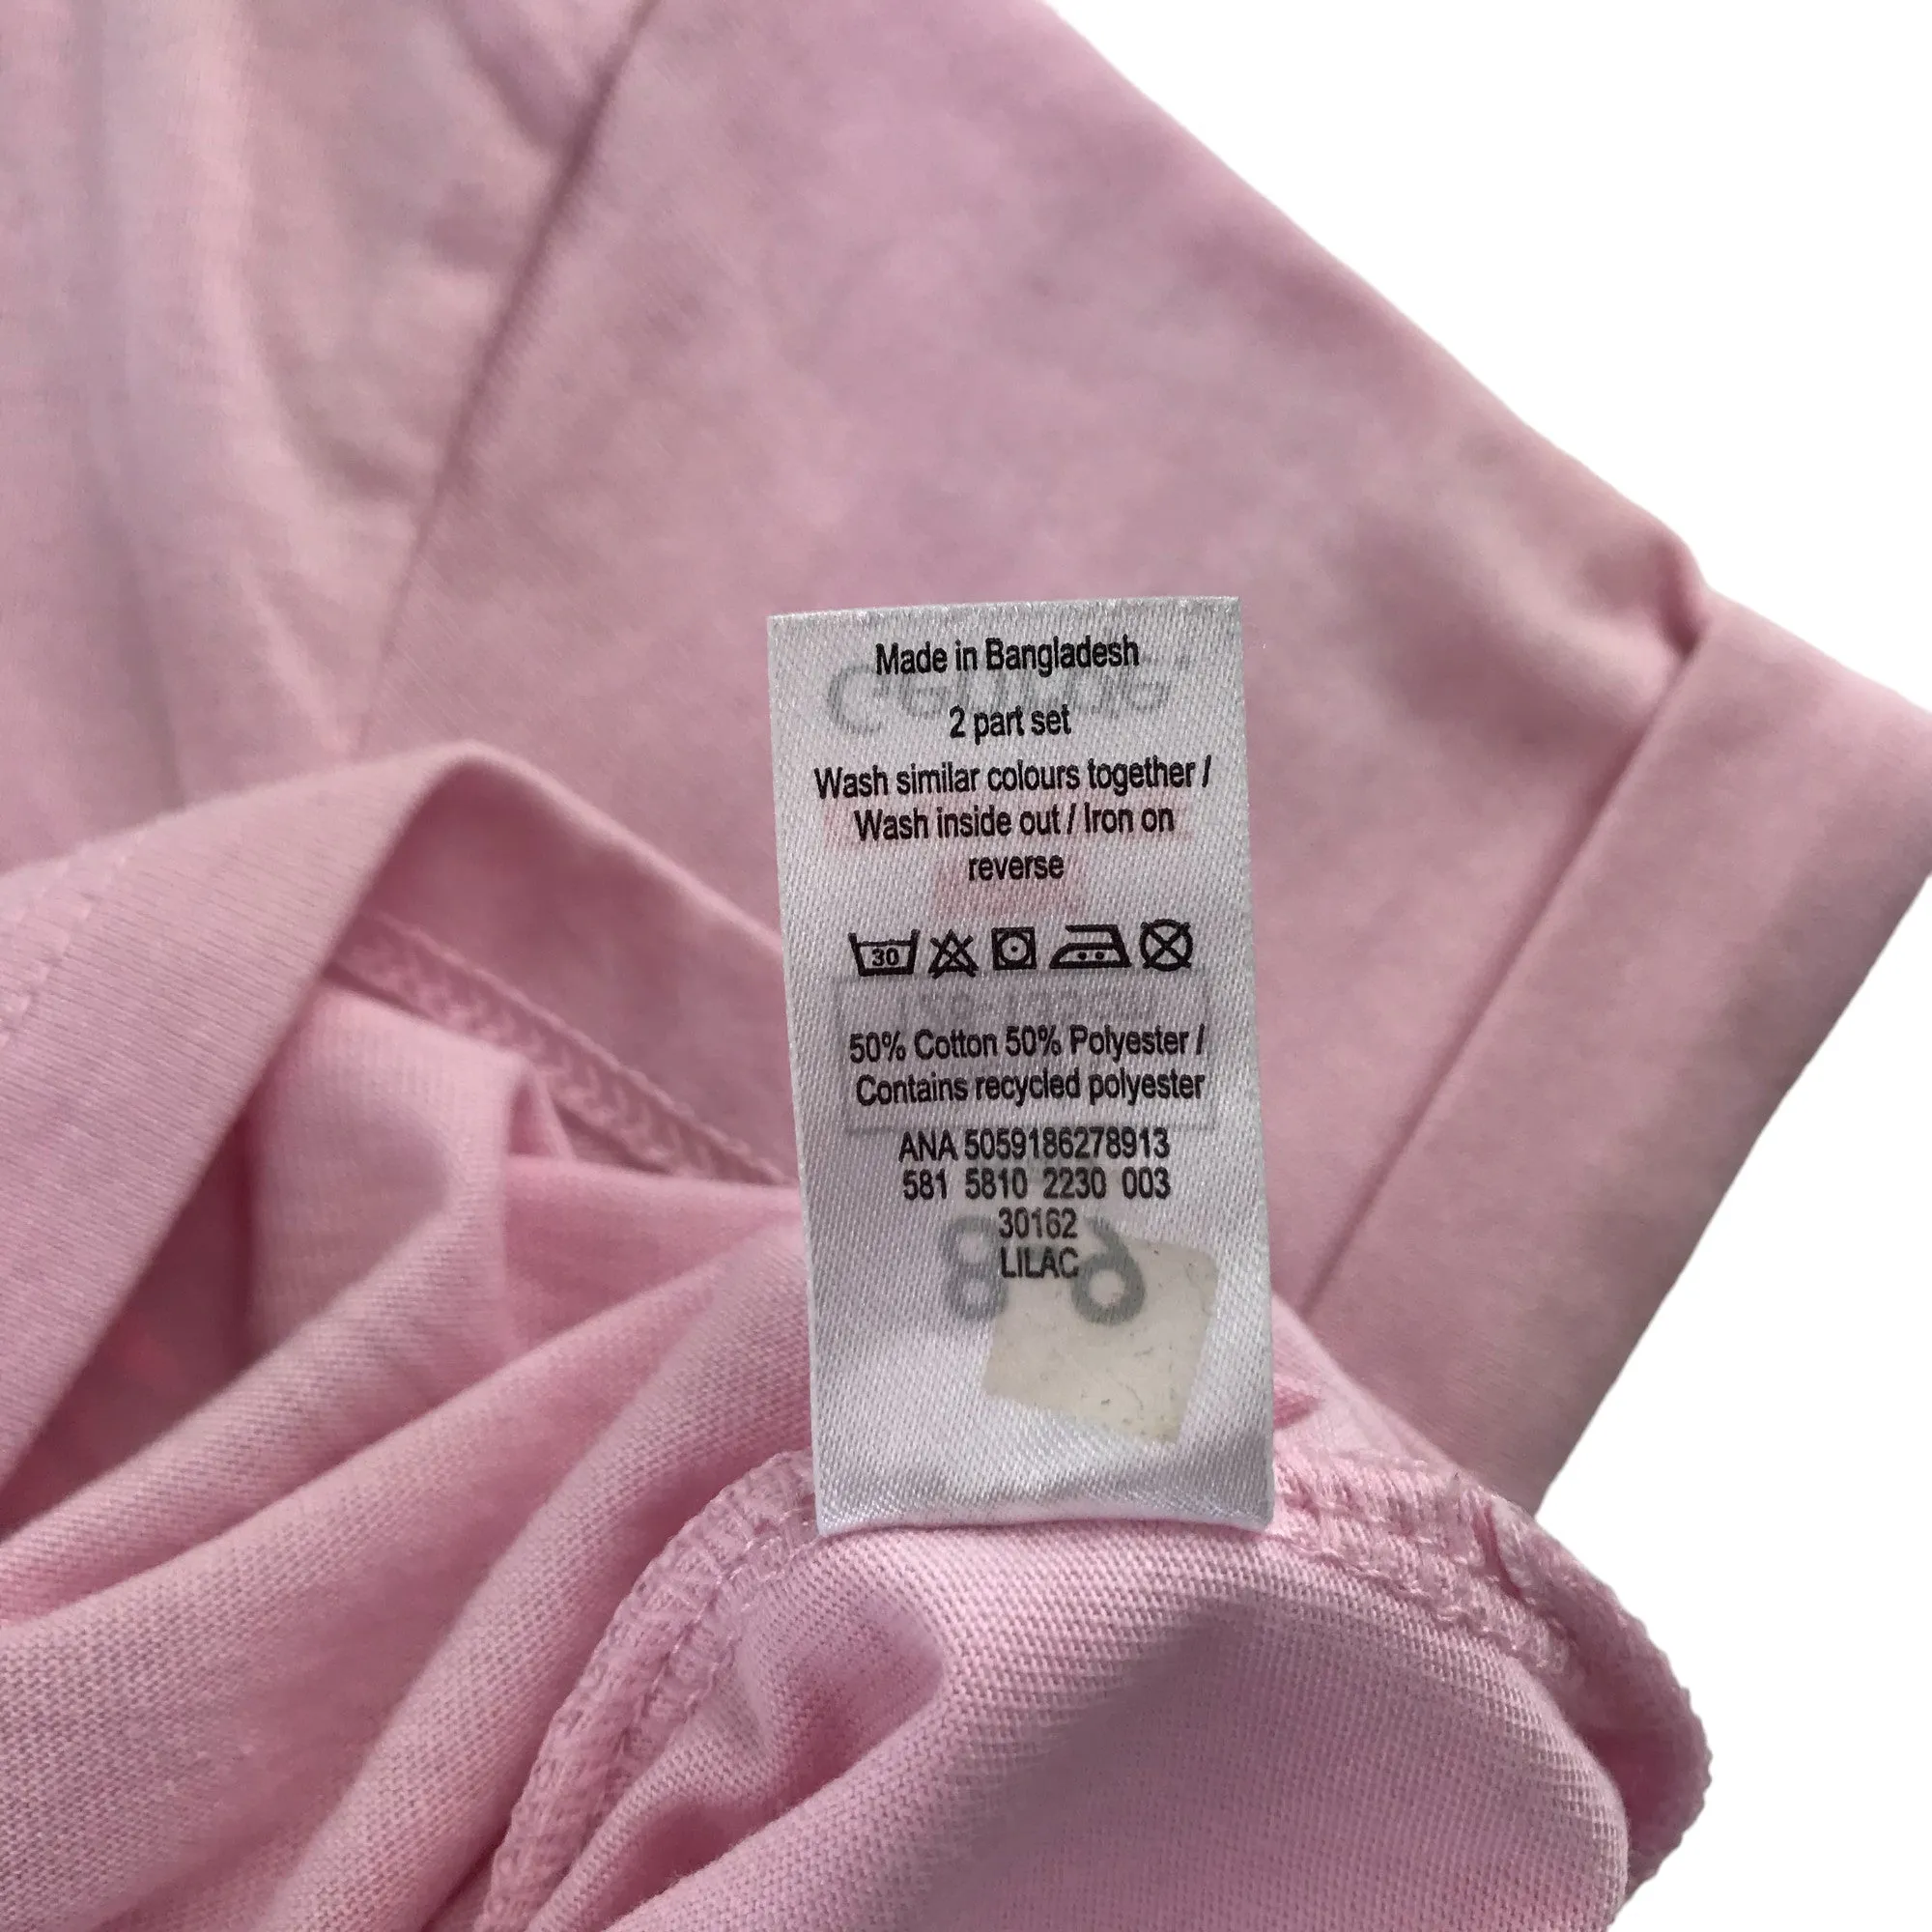 Made in Bangladesh
2 part set
Wash similar colours together /
Wash inside out / Iron on
reverse
30
50% Cotton 50% Polyester /
Contains recycled polyester
ANA 5059186278913
581 5810 2230 003
30162
LILAC